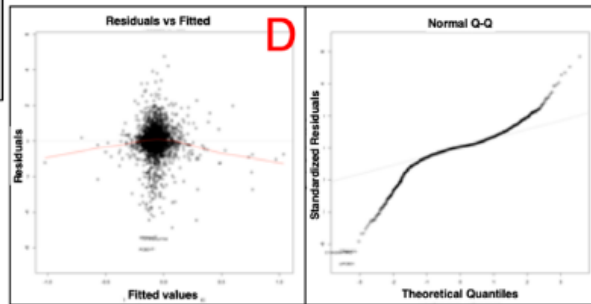 Residuals vs Fitted
D
Residuals
Fitted values
Normal Q-Q
Standardized Residuals
Theoretical Quantiles